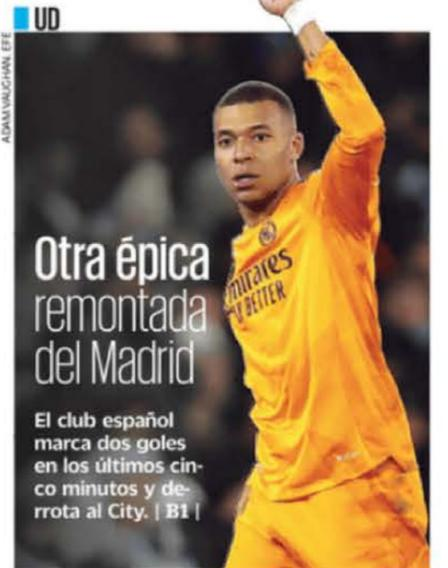 UD
ADAM VAUGHAN. EFE
Otra épica
remontada
del Madrid
El club español
marca dos goles
en los últimos cin-
co minutos y de-
rrota al City. | B1 |
mirates
BETTER